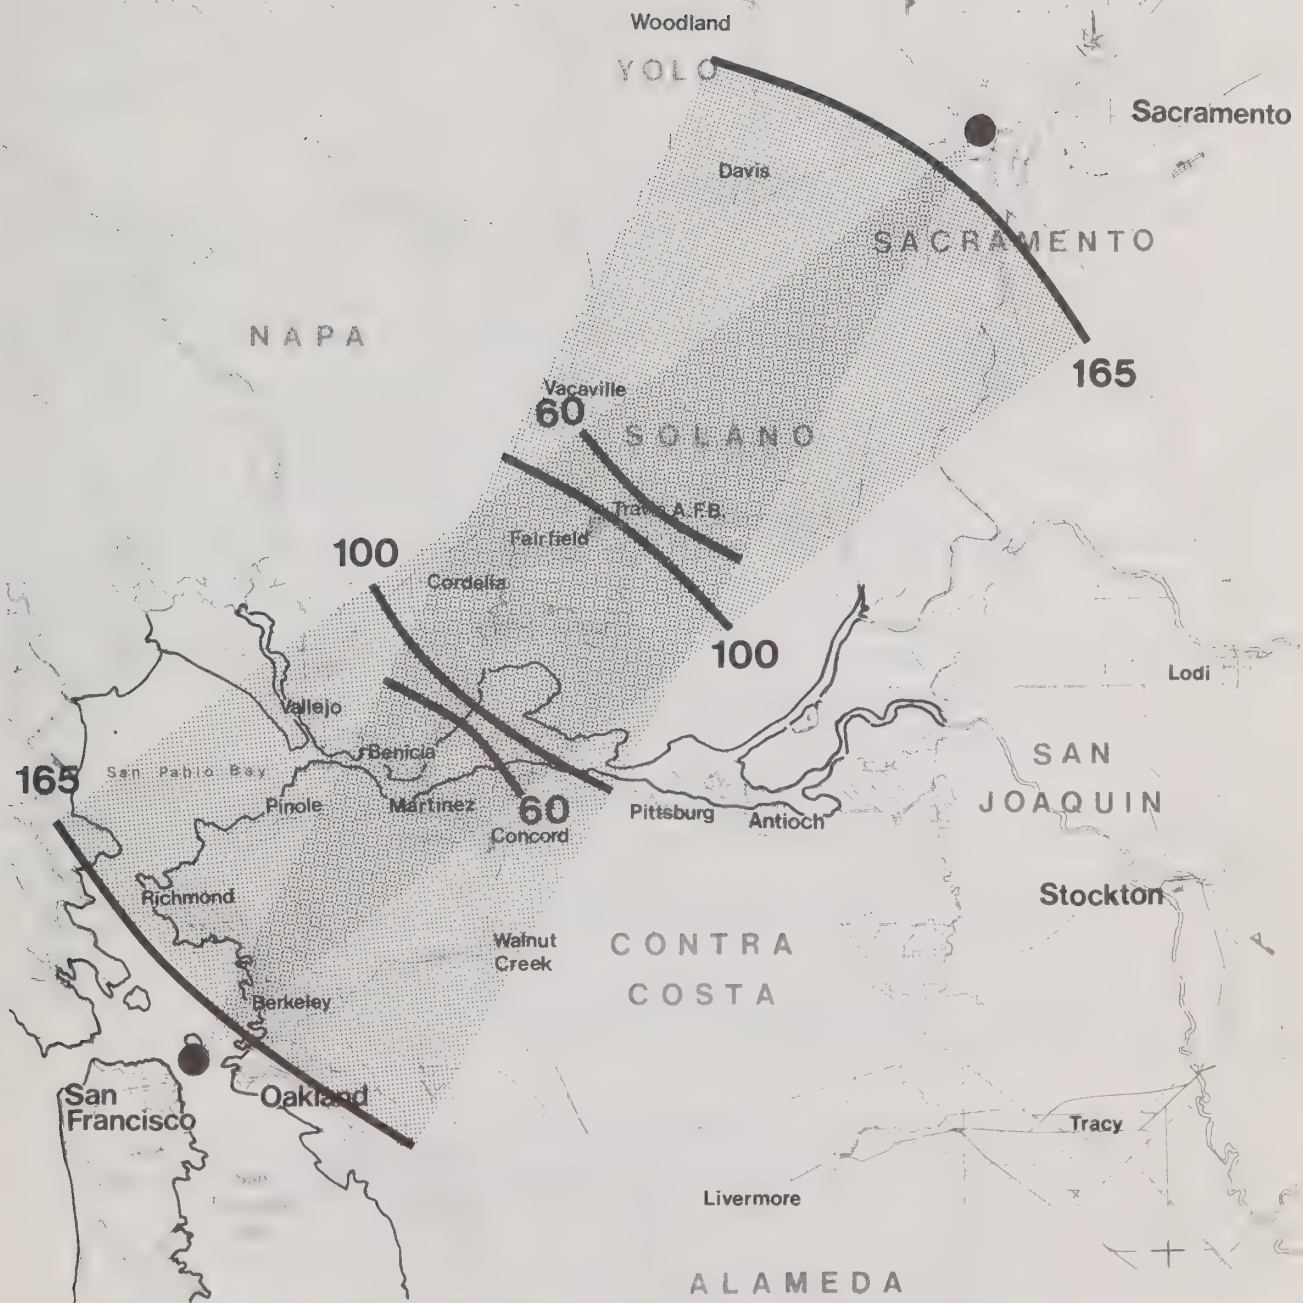 Woodland
YOLO
Sacramento
Davis
SACRAMENTO
NAPA
165
Vacaville
60
SOLANO
Travis A.F.B.
Fairfield
100
Cordelia
100
Lodi
Vallejo
Benicia
SAN
JOAQUIN
165
San Pablo Bay
Pinole
Martinez
60
Concord
Pittsburg
Antioch
Stockton
Richmond
Walnut
Creek
CONTRA
COSTA
Berkeley
San
Francisco
Oakland
Tracy
San
Livermore
ALAMEDA